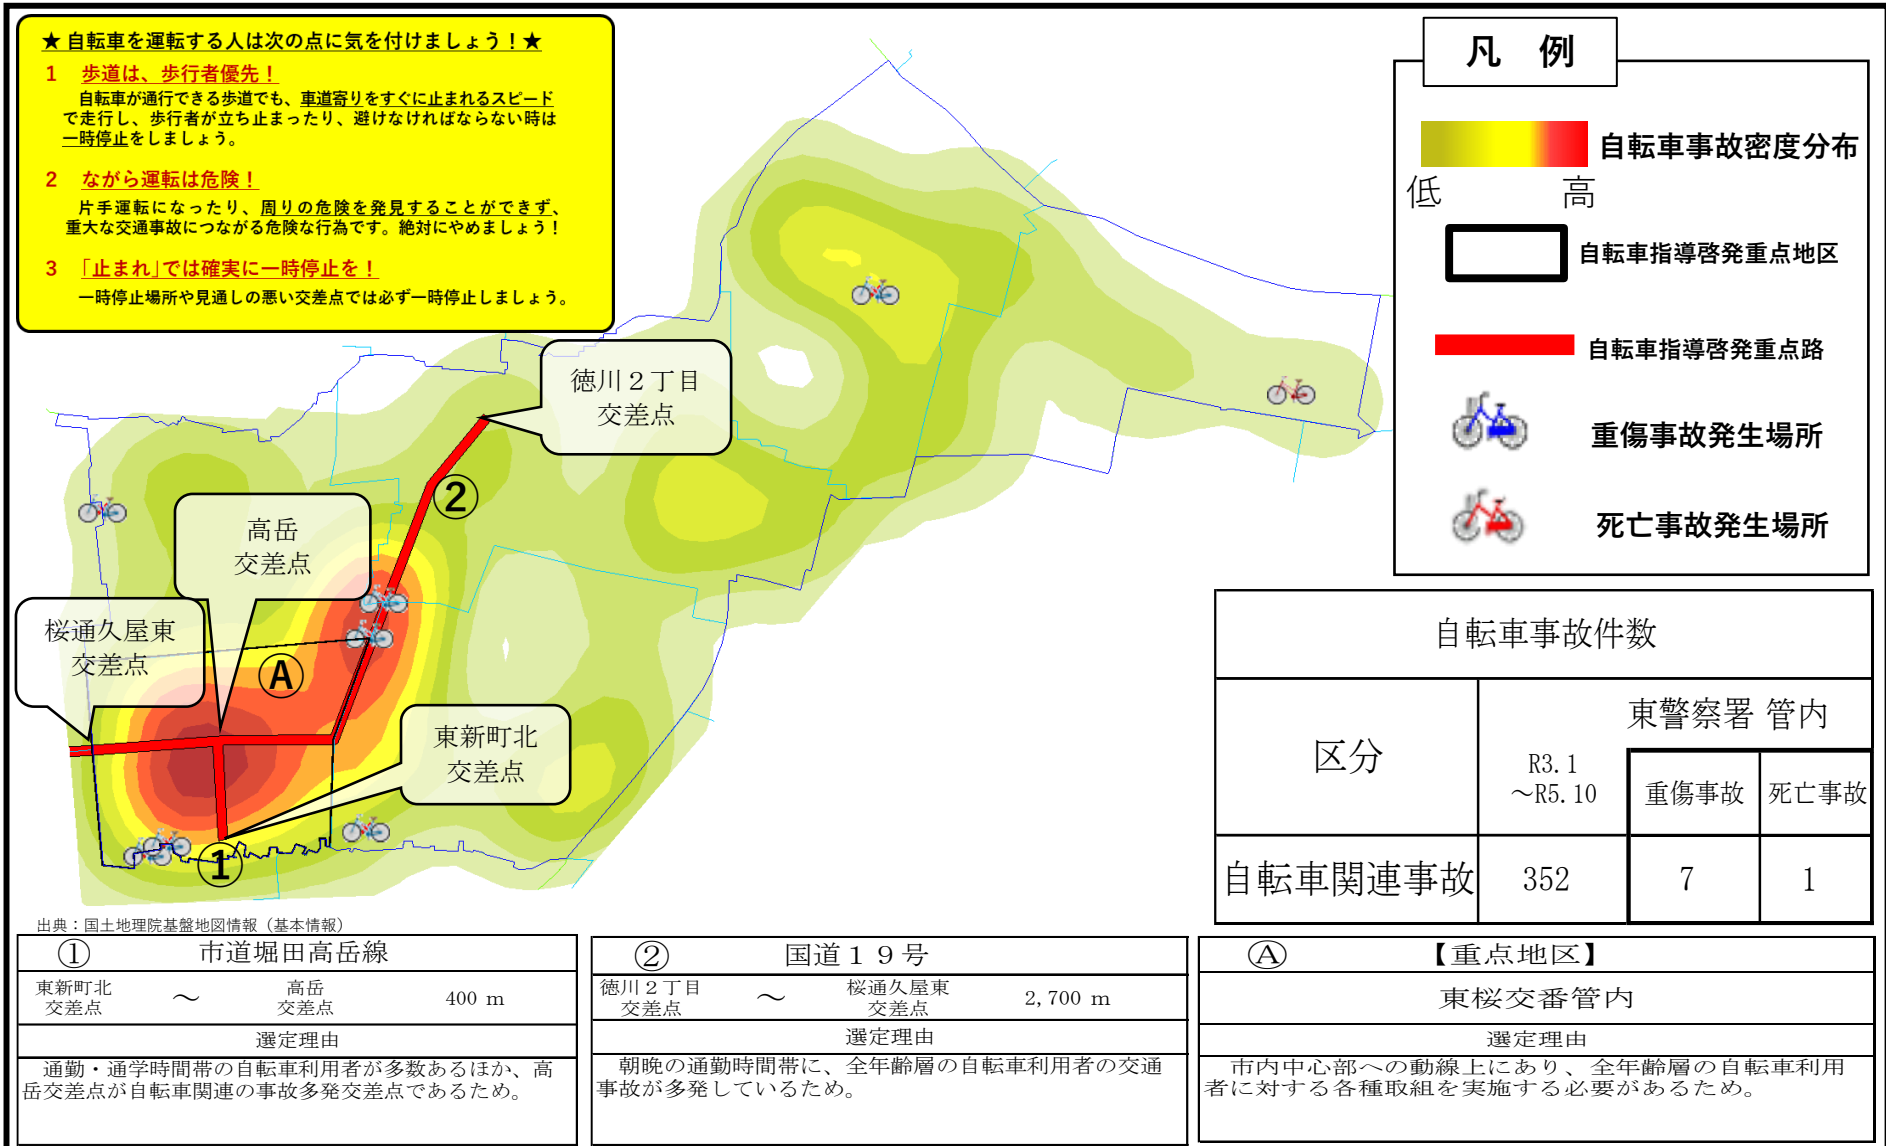 ★ 自転車を運転する人は次の点に気を付けましょう！★
1 歩道は、歩行者優先！
自転車が通行できる歩道でも、車道寄りをすぐに止まれるスピード
で走行し、歩行者が立ち止まったり、避けなければならない時は
一時停止をしましょう。
2 ながら運転は危険！
片手運転になったり、周りの危険を発見することができず、
重大な交通事故につながる危険な行為です。絶対にやめましょう！
3 「止まれ」では確実に一時停止を！
一時停止場所や見通しの悪い交差点では必ず一時停止しましょう。
凡 例
自転車事故密度分布
低 高
自転車指導啓発重点地区
自転車指導啓発重点路
重傷事故発生場所
死亡事故発生場所
徳川２丁目
交差点
②
高岳
交差点
桜通久屋東
交差点
Ⓐ
東新町北
交差点
①
自転車事故件数
区分
R3.1
～R5.10
東警察署 管内
重傷事故
死亡事故
自転車関連事故
352
7
1
出典：国土地理院基盤地図情報（基本情報）
① 市道堀田高岳線
東新町北
交差点
～
高岳
交差点
400 m
選定理由
通勤・通学時間帯の自転車利用者が多数あるほか、高
岳交差点が自転車関連の事故多発交差点であるため。
② 国道１９号
徳川２丁目
交差点
～
桜通久屋東
交差点
2,700 m
選定理由
朝晩の通勤時間帯に、全年齢層の自転車利用者の交通
事故が多発しているため。
Ⓐ 【重点地区】
東桜交番管内
選定理由
市内中心部への動線上にあり、全年齢層の自転車利用
者に対する各種取組を実施する必要があるため。